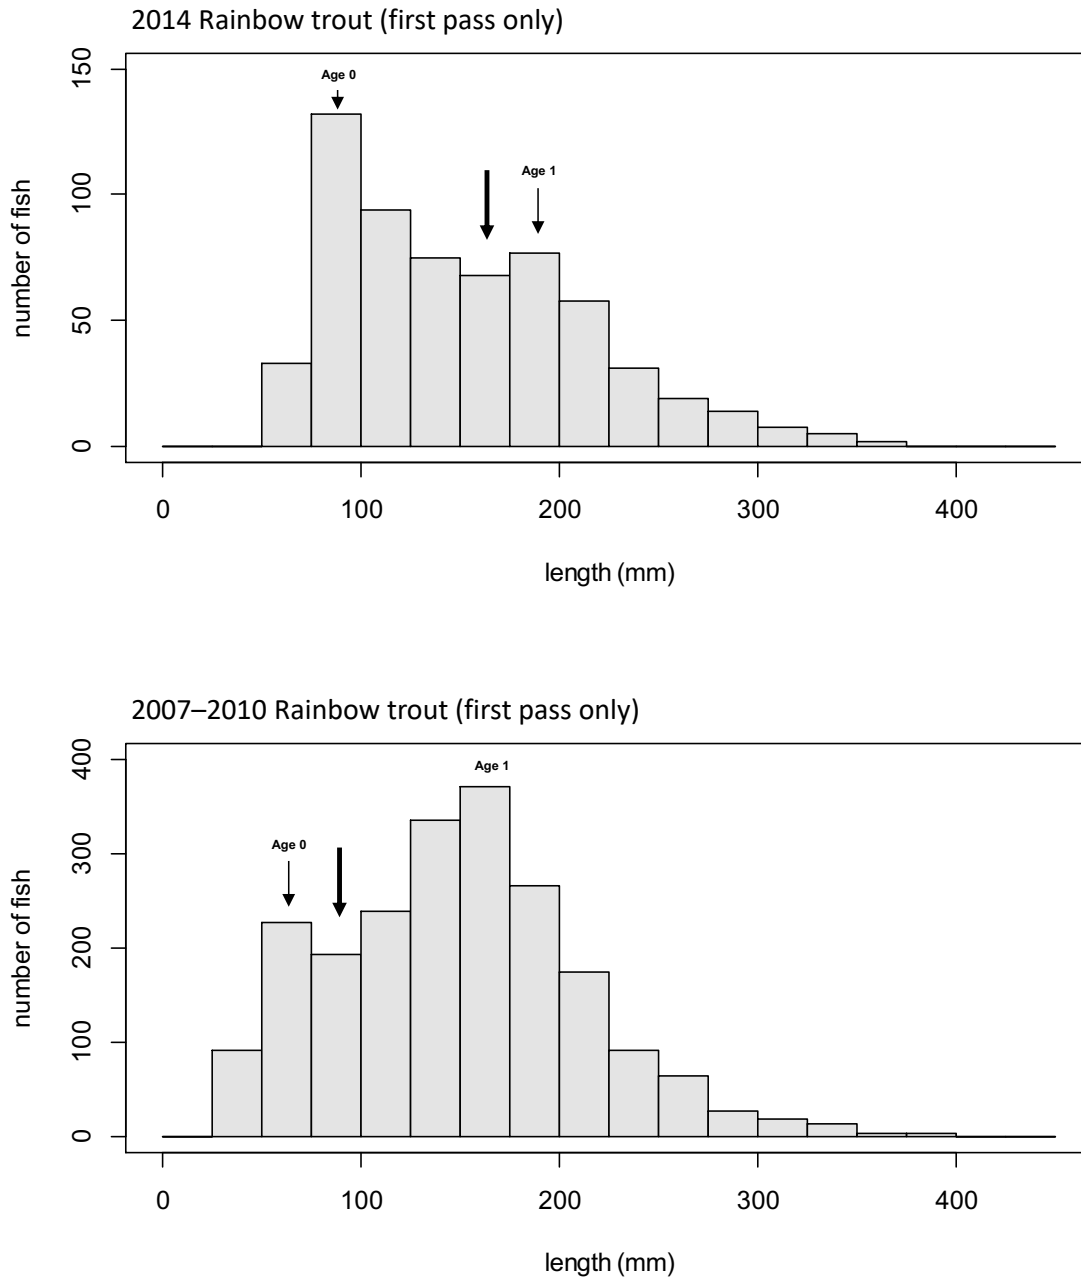 2014 Rainbow trout (first pass only)
150
100
50
0
number of fish
Age 0
Age 1
0 100 200 300 400
length (mm)
2007–2010 Rainbow trout (first pass only)
400
300
200
100
0
number of fish
Age 1
Age 0
0 100 200 300 400
length (mm)